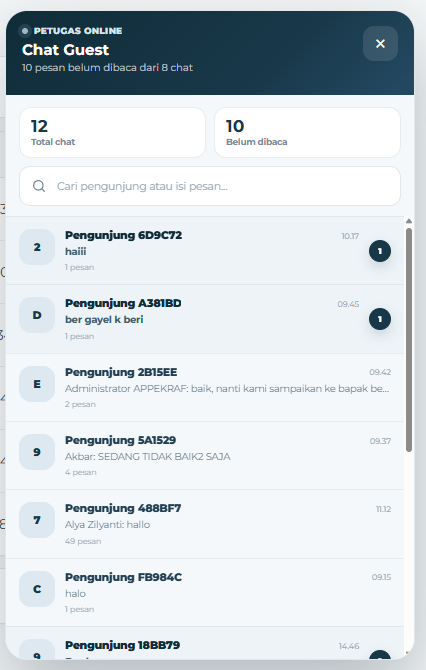 PETUGAS ONLINE
Chat Guest
10 pesan belum dibaca dari 8 chat
12
Total chat
10
Belum dibaca
Cari pengunjung atau isi pesan...
2
Pengunjung 6D9C72
10.17
haiii
1
1 pesan
D
Pengunjung A381BD
09.45
ber gayel k beri
1
1 pesan
E
Pengunjung 2B15EE
09.42
Administrator APPEKRAF: baik, nanti kami sampaikan ke bapak be...
2 pesan
9
Pengunjung 5A1529
09.37
Akbar: SEDANG TIDAK BAIK2 SAJA
4 pesan
7
Pengunjung 488BF7
11.12
Alya Zilyanti: hallo
49 pesan
C
Pengunjung FB984C
09.15
halo
1 pesan
9
Pengunjung 18BB79
14.46